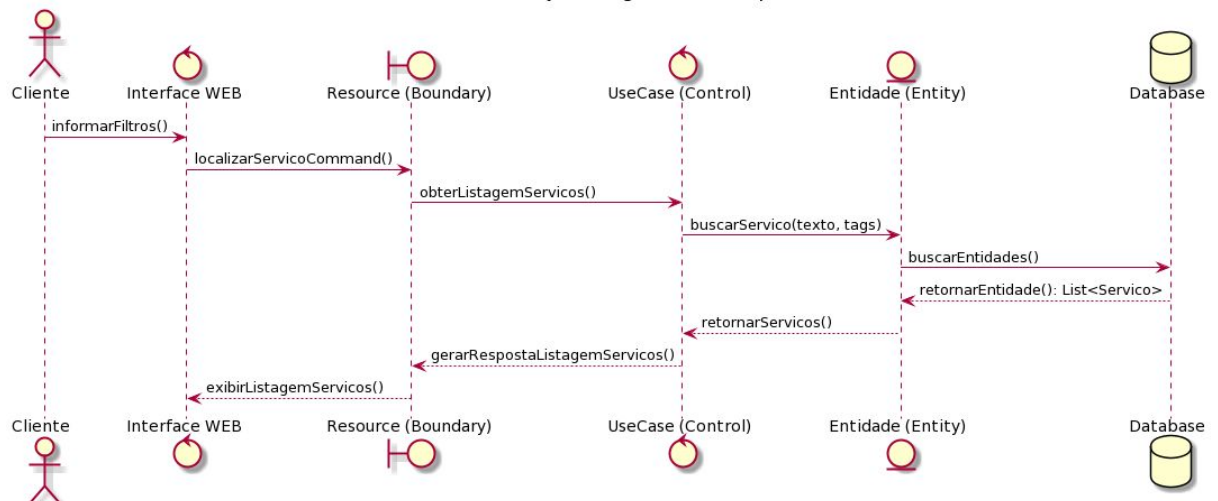 Cliente
Interface WEB
Resource (Boundary)
UseCase (Control)
Entidade (Entity)
Database
informarFiltros()
localizarServicoCommand()
obterListagemServicos()
buscarServico(texto, tags)
buscarEntidades()
retornarEntidade(): List<Servico>
retornarServicos()
gerarRespostaListagemServicos()
exibirListagemServicos()
Cliente
Interface WEB
Resource (Boundary)
UseCase (Control)
Entidade (Entity)
Database